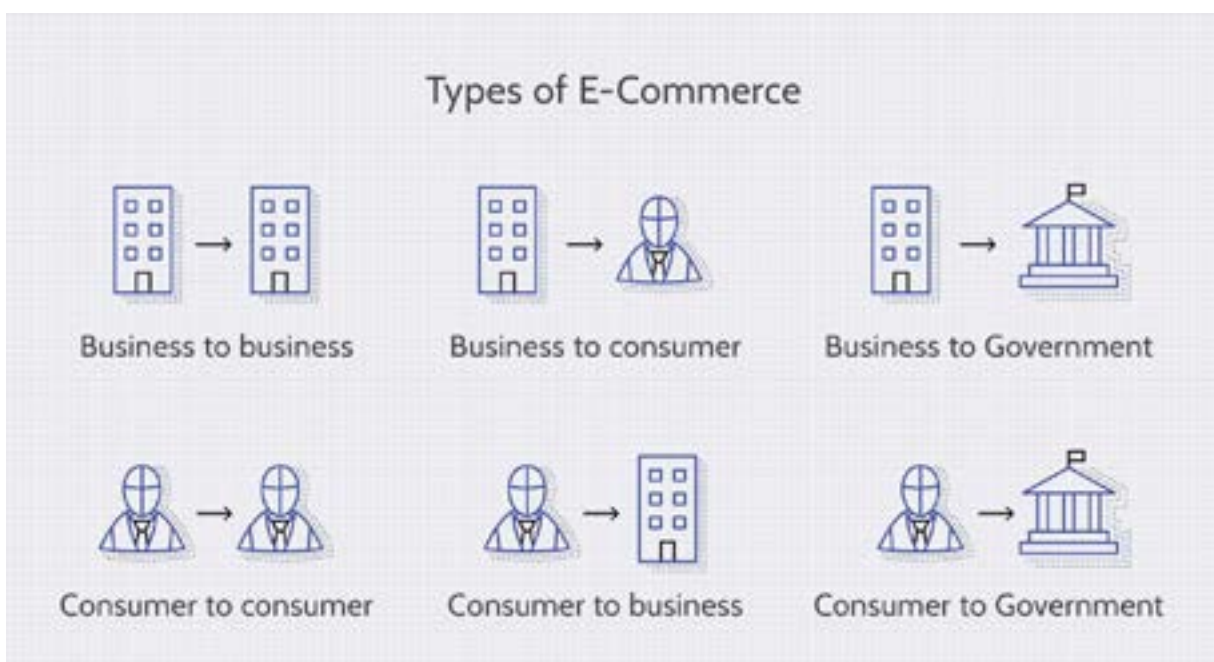 Types of E-Commerce
Business to business
Business to consumer
Business to Government
Consumer to consumer
Consumer to business
Consumer to Government